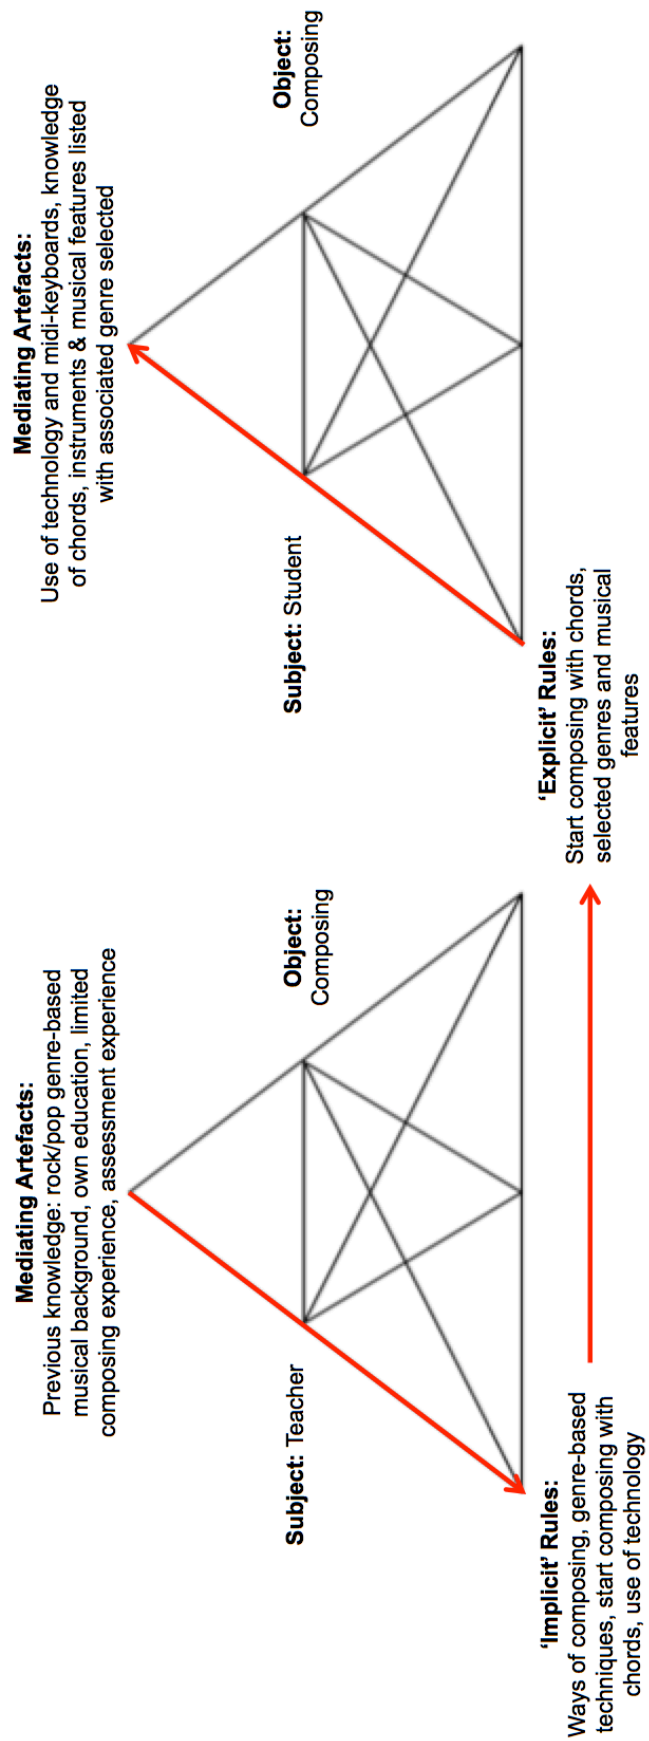 Mediating Artefacts:
Previous knowledge: rock/pop genre-based
musical background, own education, limited
composing experience, assessment experience
Subject: Teacher
Object:
Composing
'Implicit' Rules:
Ways of composing, genre-based
techniques, start composing with
chords, use of technology
Mediating Artefacts:
Use of technology and midi-keyboards, knowledge
of chords, instruments & musical features listed
with associated genre selected
Subject: Student
Object:
Composing
'Explicit' Rules:
Start composing with chords,
selected genres and musical
features